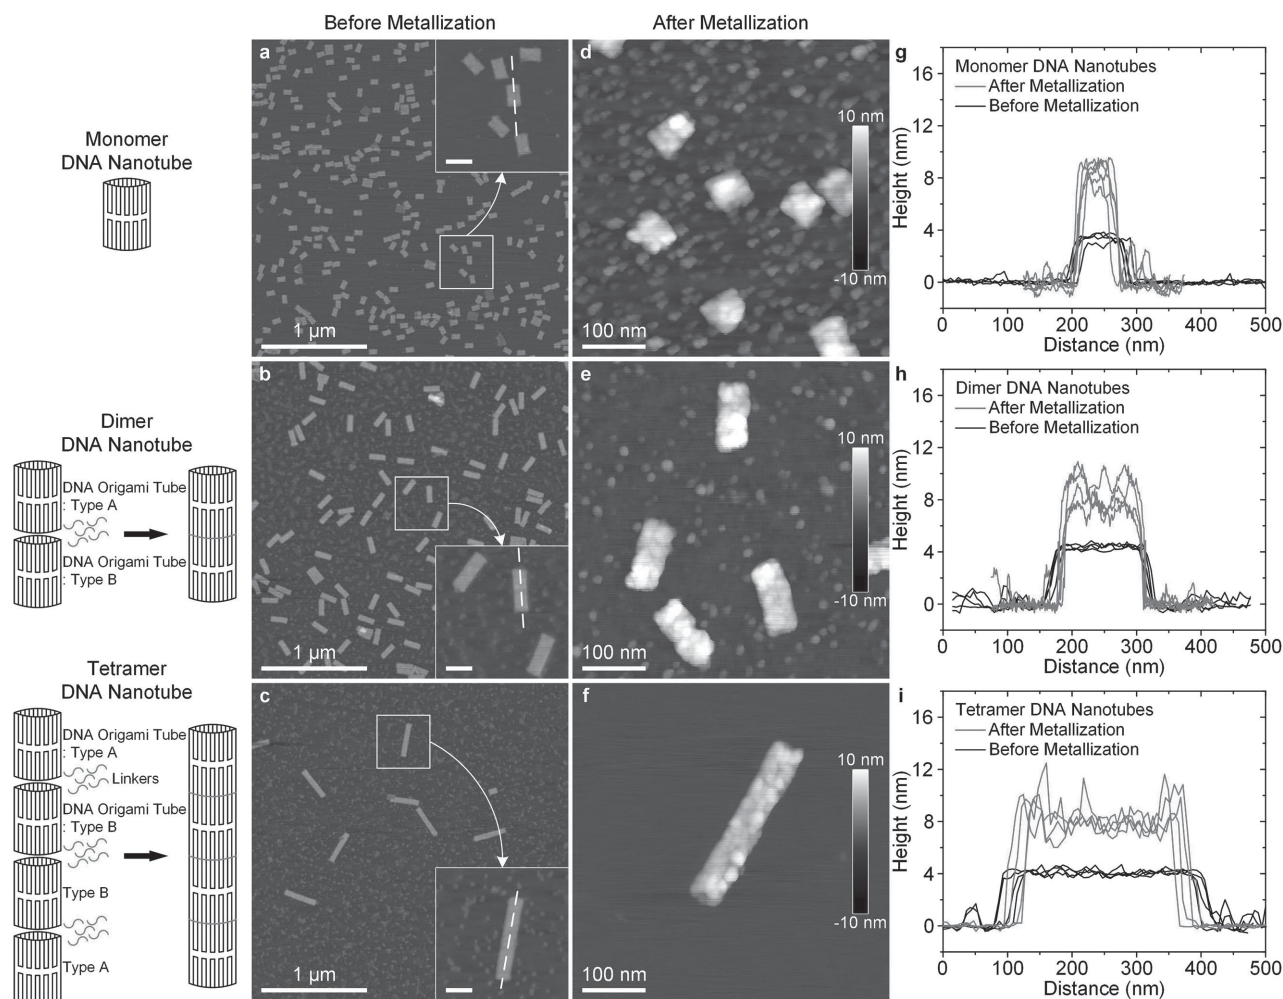 Before Metallization
After Metallization
Monomer
DNA Nanotube
a
1 μm
d
10 nm
-10 nm
100 nm
g
Monomer DNA Nanotubes
After Metallization
Before Metallization
Height (nm)
16
12
8
4
0
0 100 200 300 400 500
Distance (nm)
Dimer
DNA Nanotube
DNA Origami Tube
: Type A
DNA Origami Tube
: Type B
b
1 μm
e
10 nm
-10 nm
100 nm
h
Dimer DNA Nanotubes
After Metallization
Before Metallization
Height (nm)
16
12
8
4
0
0 100 200 300 400 500
Distance (nm)
Tetramer
DNA Nanotube
DNA Origami Tube
: Type A
Linkers
DNA Origami Tube
: Type B
Type B
Type A
c
1 μm
f
10 nm
-10 nm
100 nm
i
Tetramer DNA Nanotubes
After Metallization
Before Metallization
Height (nm)
16
12
8
4
0
0 100 200 300 400 500
Distance (nm)